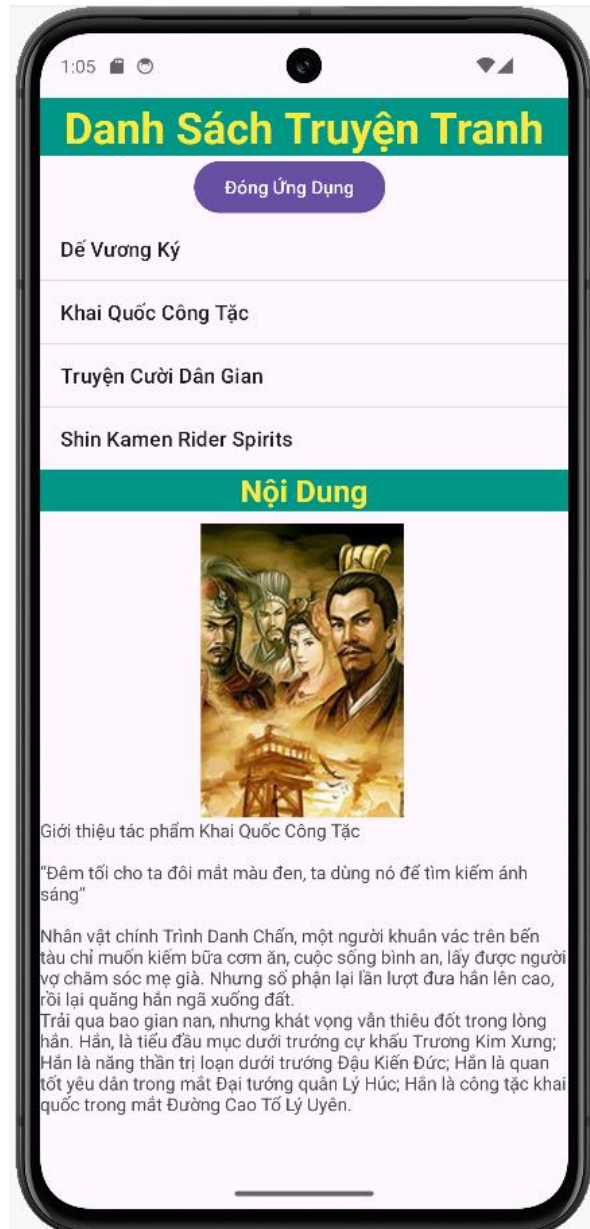 1:05
Danh Sách Truyện Tranh
Đóng Ứng Dụng
Dế Vương Ký
Khai Quốc Công Tặc
Truyện Cười Dân Gian
Shin Kamen Rider Spirits
Nội Dung
Giới thiệu tác phẩm Khai Quốc Công Tặc
“Đêm tối cho ta đôi mắt màu đen, ta dùng nó để tìm kiếm ánh
sáng”
Nhân vật chính Trình Danh Chấn, một người khuân vác trên bến
tàu chỉ muốn kiếm bữa cơm ăn, cuộc sống bình an, lấy được người
vợ chăm sóc mẹ già. Nhưng số phận lại lần lượt đưa hắn lên cao,
rồi lại quăng hắn ngã xuống đất.
Trải qua bao gian nan, nhưng khát vọng vẫn thiêu đốt trong lòng
hắn. Hắn, là tiểu đầu mục dưới trướng cự khấu Trương Kim Xưng;
Hắn là năng thần trị loạn dưới trướng Đậu Kiến Đức; Hắn là quan
tốt yêu dân trong mắt Đại tướng quân Lý Húc; Hắn là công tặc khai
quốc trong mắt Đường Cao Tổ Lý Uyên.